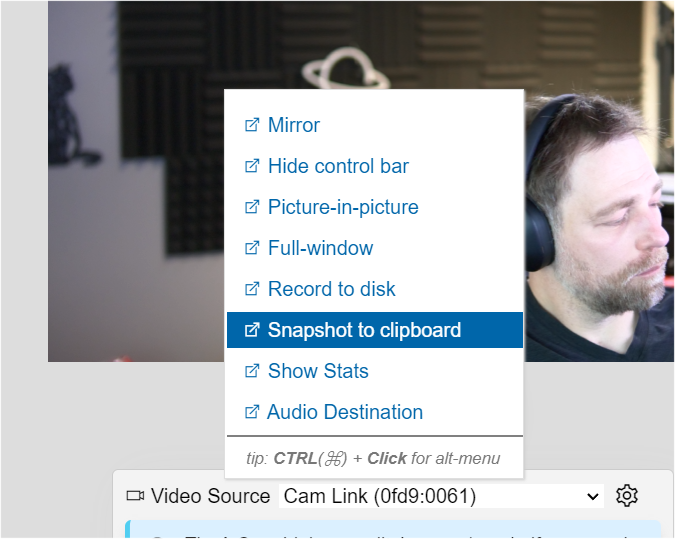 Mirror
Hide control bar
Picture-in-picture
Full-window
Record to disk
Snapshot to clipboard
Show Stats
Audio Destination
tip: CTRL(⌘) + Click for alt-menu
Video Source Cam Link (0fd9:0061)